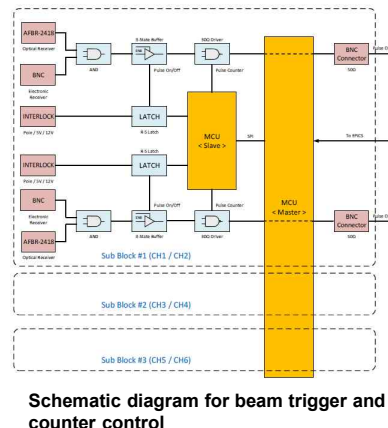 AFBR-2418
Optical Receiver
AND
3-State Buffer
50Ω Driver
BNC
Connector
Pulse O
50Ω
BNC
Electronic
Receiver
Pulse On/Off
Pulse Counter
INTERLOCK
Pole / 5V / 12V
LATCH
R-S Latch
MCU
< Slave >
SPI
MCU
< Master >
To EPICS
INTERLOCK
Pole / 5V / 12V
R-S Latch
LATCH
BNC
Electronic
Receiver
Pulse On/Off
Pulse Counter
AND
3-State Buffer
50Ω Driver
BNC
Connector
Pulse O
50Ω
AFBR-2418
Optical Receiver
Sub Block #1 (CH1 / CH2)
Sub Block #2 (CH3 / CH4)
Sub Block #3 (CH5 / CH6)
Schematic diagram for beam trigger and
counter control